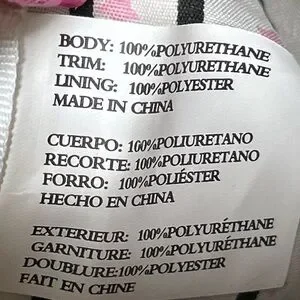 BODY: 100%POLYURETHANE
TRIM: 100%POLYURETHANE
LINING: 100%POLYESTER
MADE IN CHINA
CUERPO: 100%POLIURETANO
RECORTE: 100%POLIURETANO
FORRO: 100%POLIÉSTER
HECHO EN CHINA
EXTERIEUR: 100%POLYURÉTHANE
GARNITURE: 100%POLYURÉTHANE
DOUBLURE:100%POLYESTER
FAIT EN CHINE